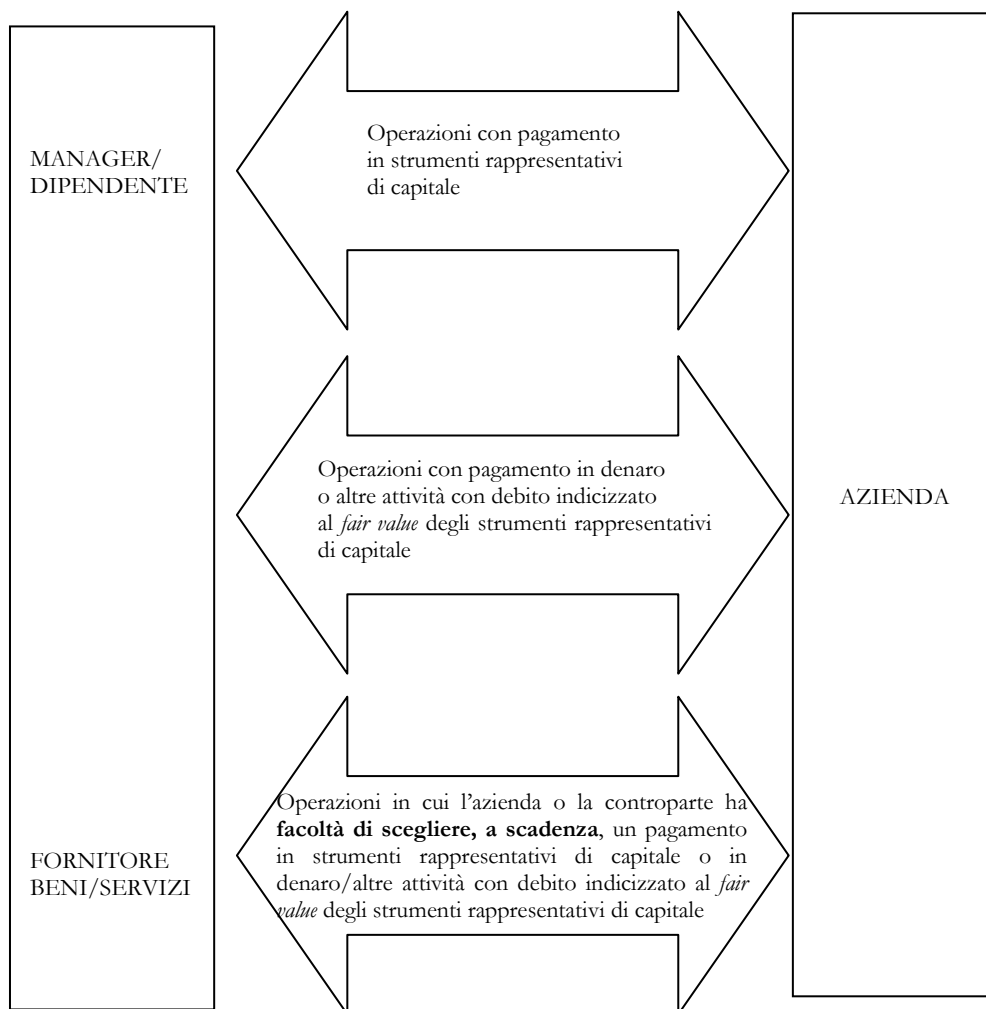 MANAGER/
DIPENDENTE
Operazioni con pagamento
in strumenti rappresentativi
di capitale
Operazioni con pagamento in denaro
o altre attività con debito indicizzato
al fair value degli strumenti rappresentativi
di capitale
AZIENDA
FORNITORE
BENI/SERVIZI
Operazioni in cui l’azienda o la controparte ha
facoltà di scegliere, a scadenza, un pagamento
in strumenti rappresentativi di capitale o in
denaro/altre attività con debito indicizzato al fair
value degli strumenti rappresentativi di capitale